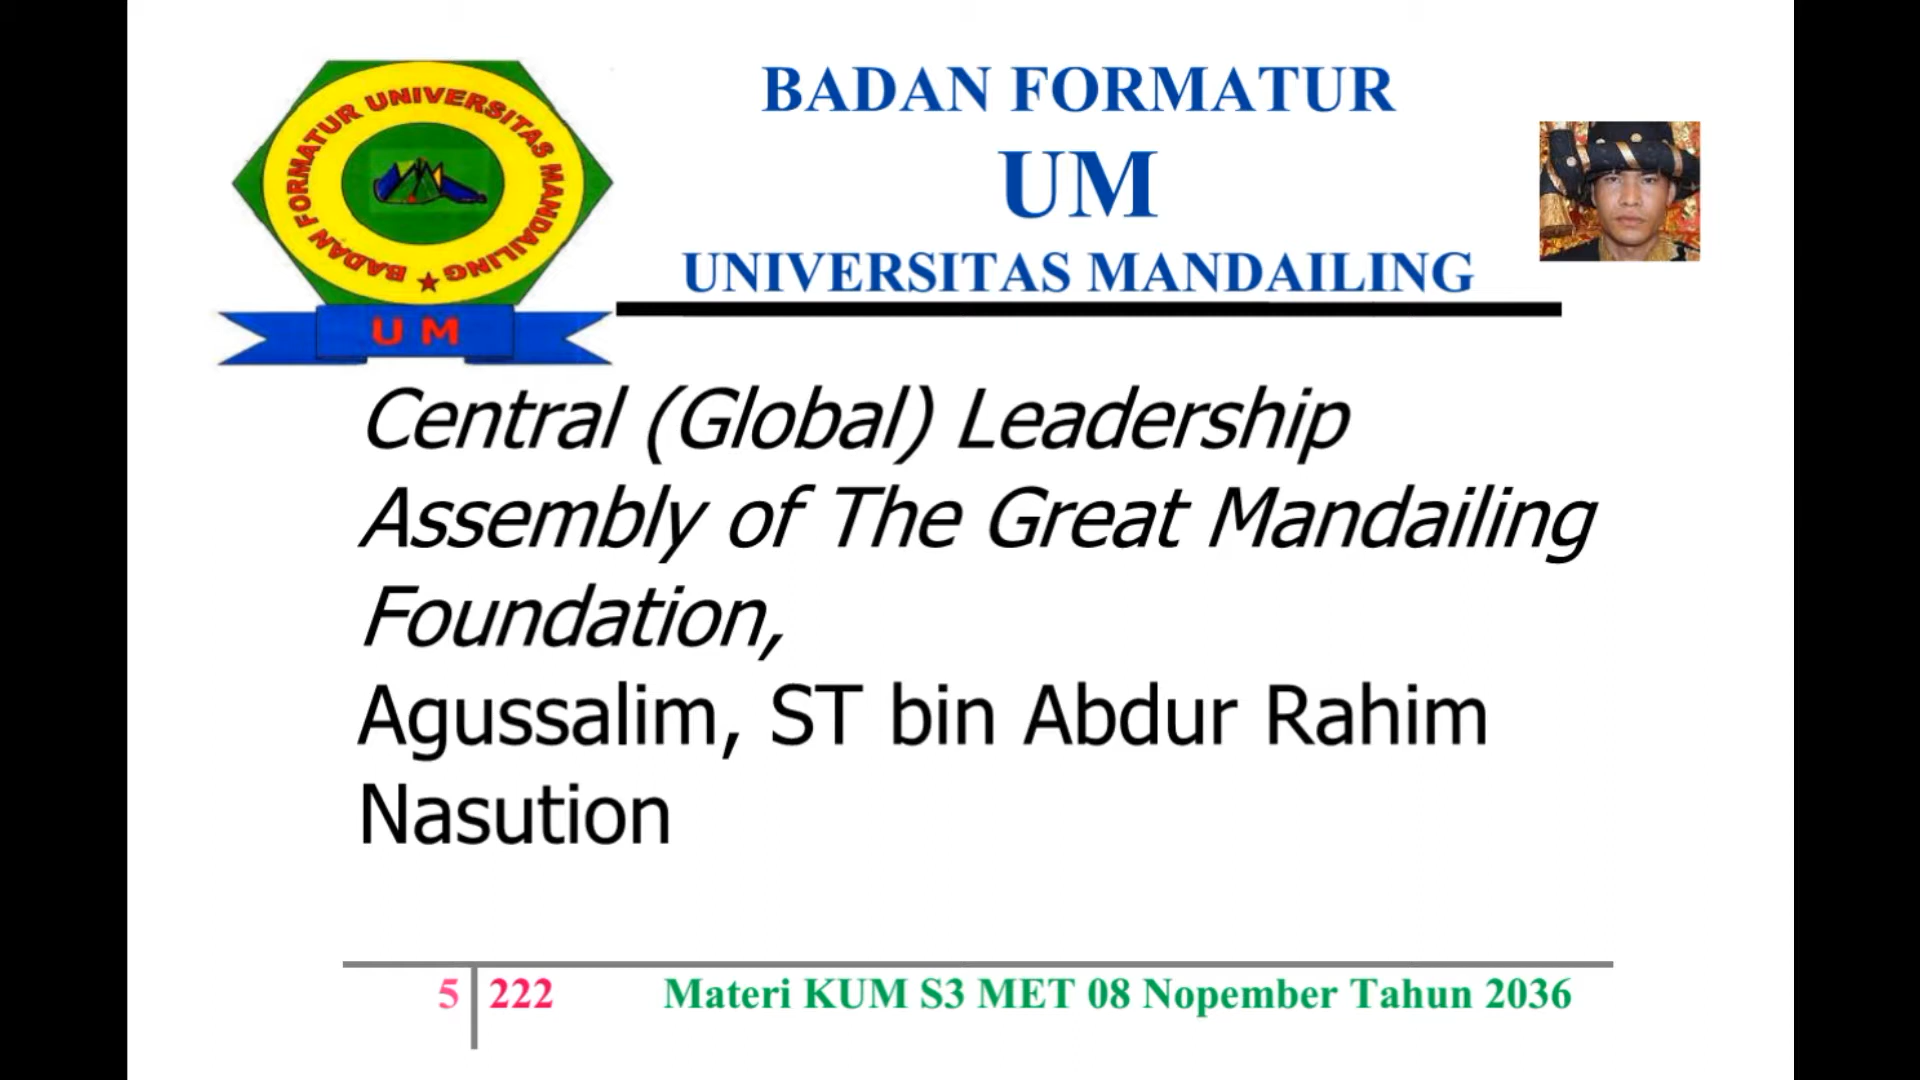 BADAN FORMATUR UNIVERSITAS MANDAILING
U M
BADAN FORMATUR
UM
UNIVERSITAS MANDAILING
Central (Global) Leadership
Assembly of The Great Mandailing
Foundation,
Agussalim, ST bin Abdur Rahim
Nasution
5 222 Materi KUM S3 MET 08 Nopember Tahun 2036